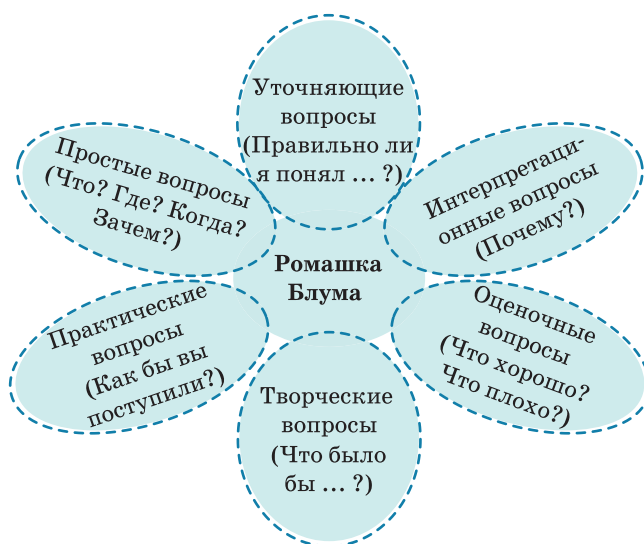 Уточняющие
вопросы
(Правильно ли
я понял ... ?)
Простые вопросы
(Что? Где? Когда?
Зачем?)
Интерпретаци-
онные вопросы
(Почему?)
Ромашка
Блума
Практические
вопросы
(Как бы вы
поступили?)
Оценочные
вопросы
(Что хорошо?
Что плохо?)
Творческие
вопросы
(Что было
бы ... ?)